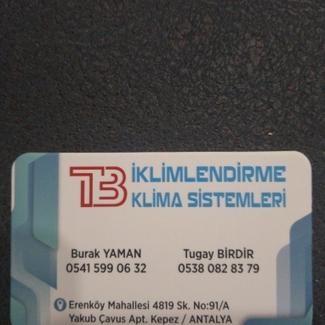 TB İKLİMLENDİRME
KLİMA SİSTEMLERİ
Burak YAMAN Tugay BİRDİR
0541 599 06 32 0538 082 83 79
Erenköy Mahallesi 4819 Sk. No:91/A
Yakub Çavuş Apt. Kepez / ANTALYA